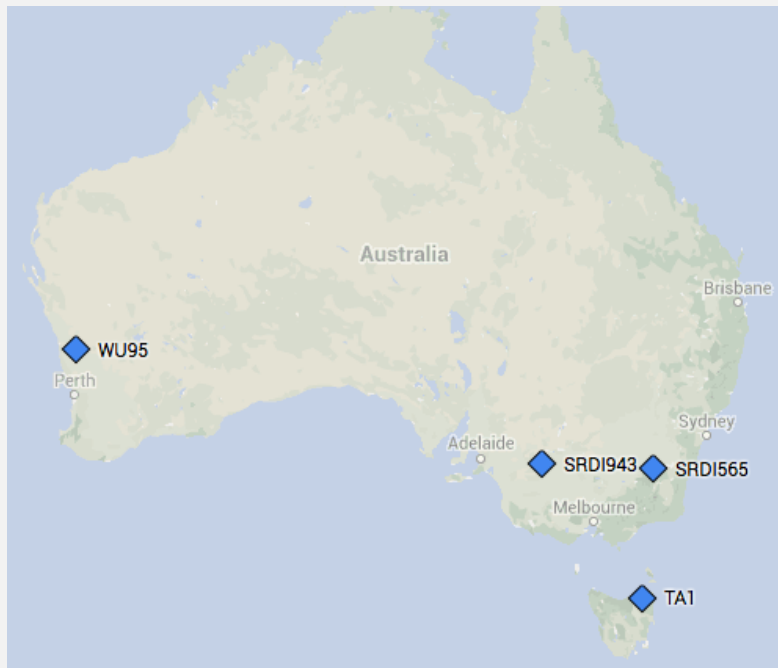 Australia
Brisbane
WU95
Perth
Sydney
Adelaide
SRDI943
SRDI565
Melbourne
TA1